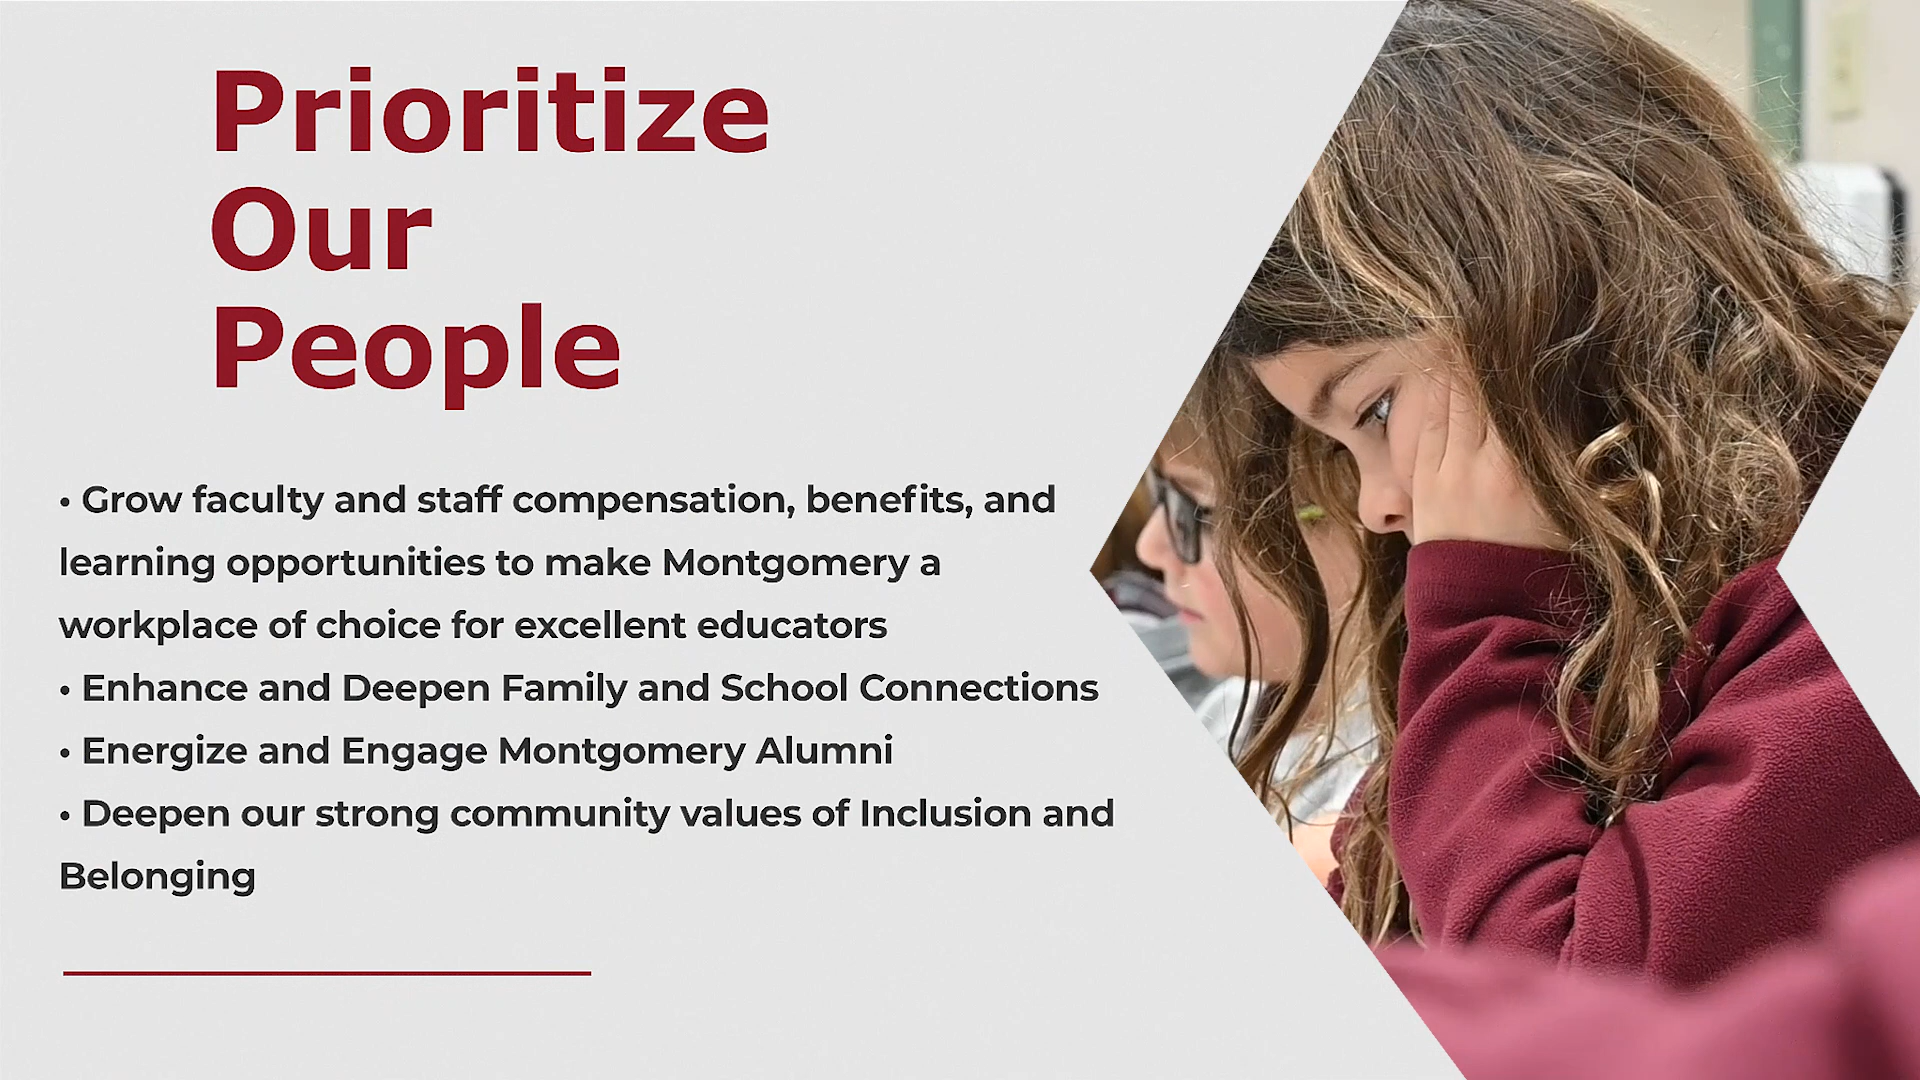 Prioritize
Our
People
• Grow faculty and staff compensation, benefits, and
learning opportunities to make Montgomery a
workplace of choice for excellent educators
• Enhance and Deepen Family and School Connections
• Energize and Engage Montgomery Alumni
• Deepen our strong community values of Inclusion and
Belonging